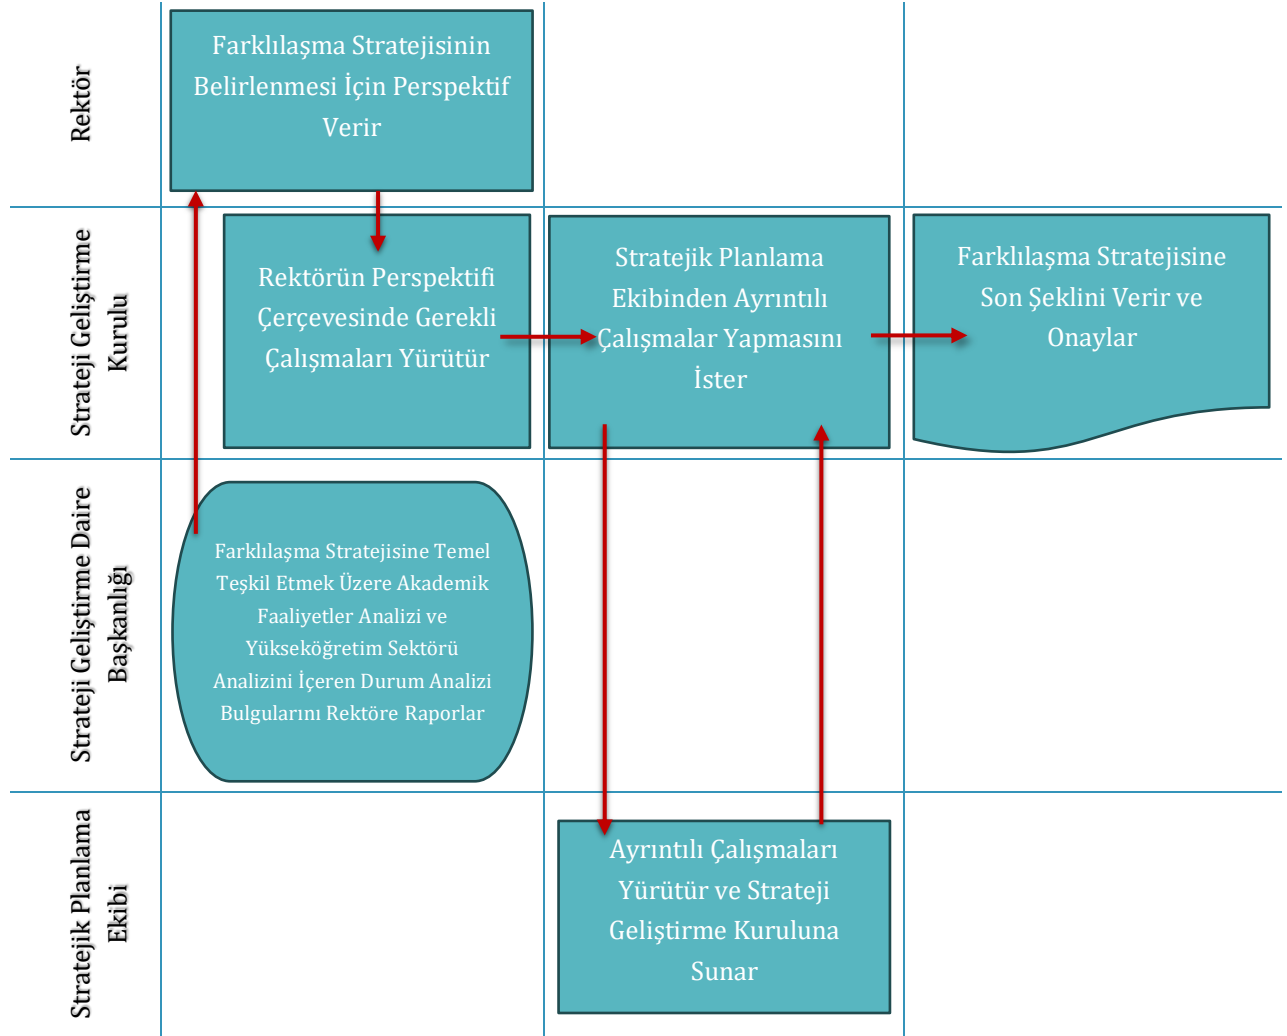 Rektör
Farklılaşma Stratejisinin
Belirlenmesi İçin Perspektif
Verir
Strateji Geliştirme
Kurulu
Rektörün Perspektifi
Çerçevesinde Gerekli
Çalışmaları Yürütür
Stratejik Planlama
Ekibinden Ayrıntılı
Çalışmalar Yapmasını
İster
Farklılaşma Stratejisine
Son Şeklini Verir ve
Onaylar
Strateji Geliştirme Daire
Başkanlığı
Farklılaşma Stratejisine Temel
Teşkil Etmek Üzere Akademik
Faaliyetler Analizi ve
Yükseköğretim Sektörü
Analizini İçeren Durum Analizi
Bulgularını Rektöre Raporlar
Stratejik Planlama
Ekibi
Ayrıntılı Çalışmaları
Yürütür ve Strateji
Geliştirme Kuruluna
Sunar